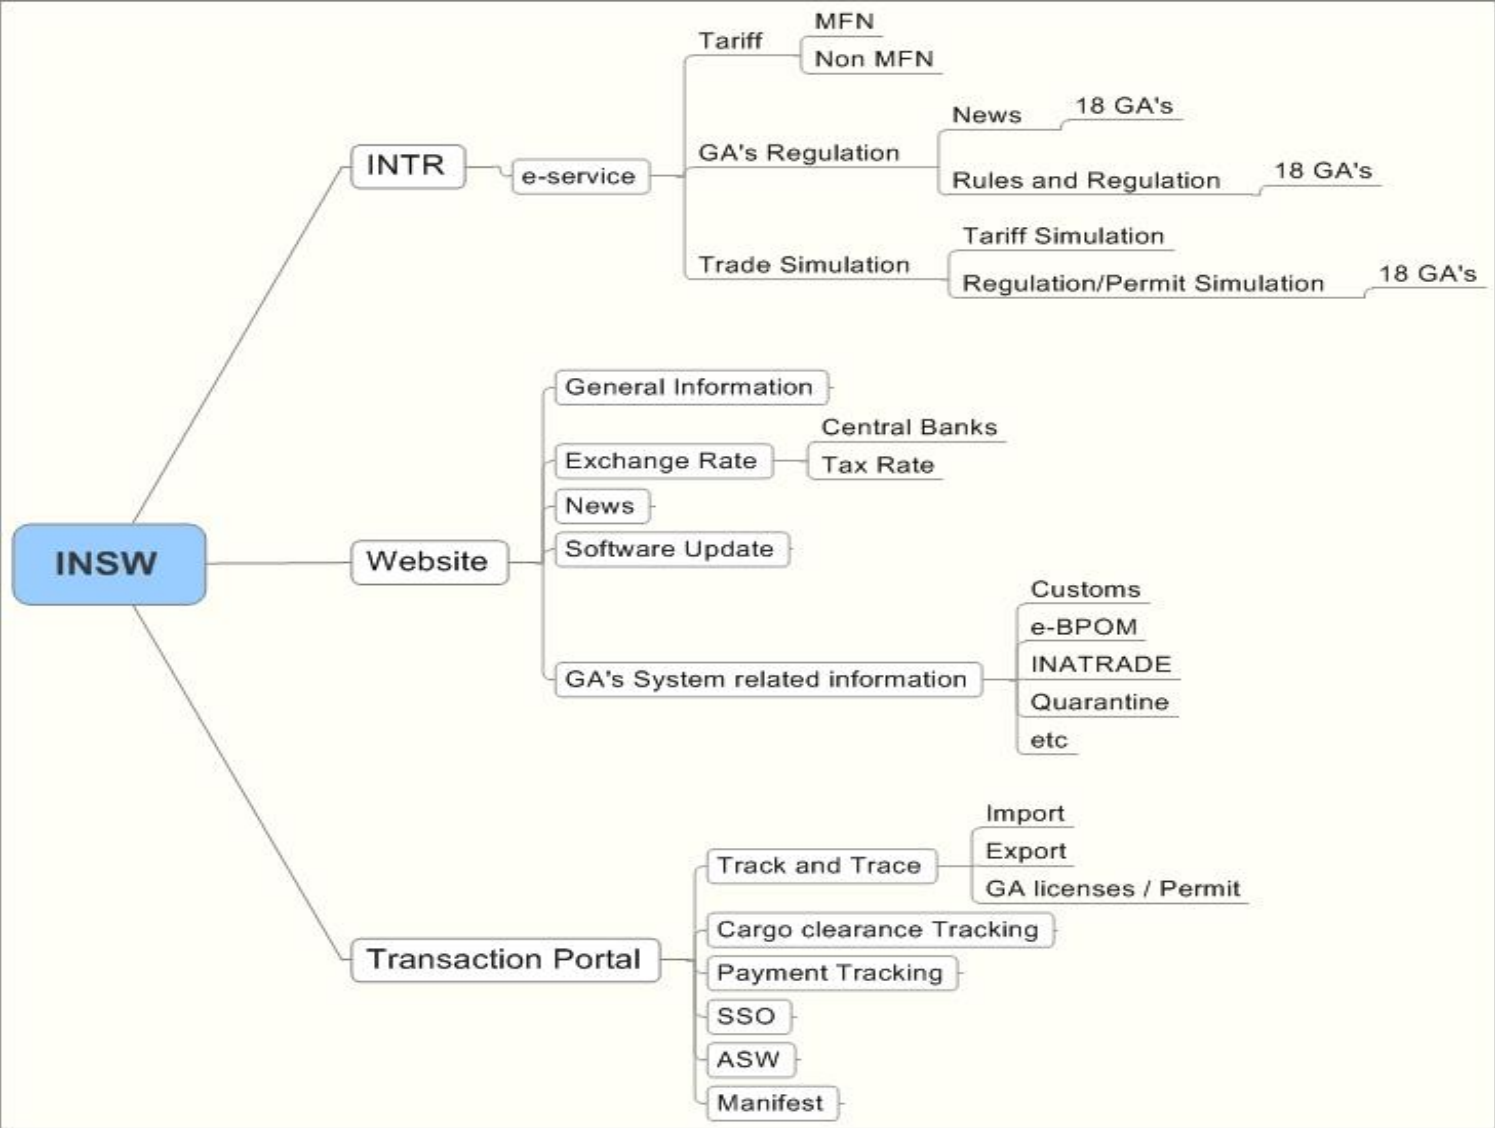 INSW
INTR
e-service
Tariff
MFN
Non MFN
GA's Regulation
News
18 GA's
Rules and Regulation
18 GA's
Trade Simulation
Tariff Simulation
Regulation/Permit Simulation
18 GA's
Website
General Information
Exchange Rate
Central Banks
Tax Rate
News
Software Update
GA's System related information
Customs
e-BPOM
INATRADE
Quarantine
etc
Transaction Portal
Track and Trace
Import
Export
GA licenses / Permit
Cargo clearance Tracking
Payment Tracking
SSO
ASW
Manifest